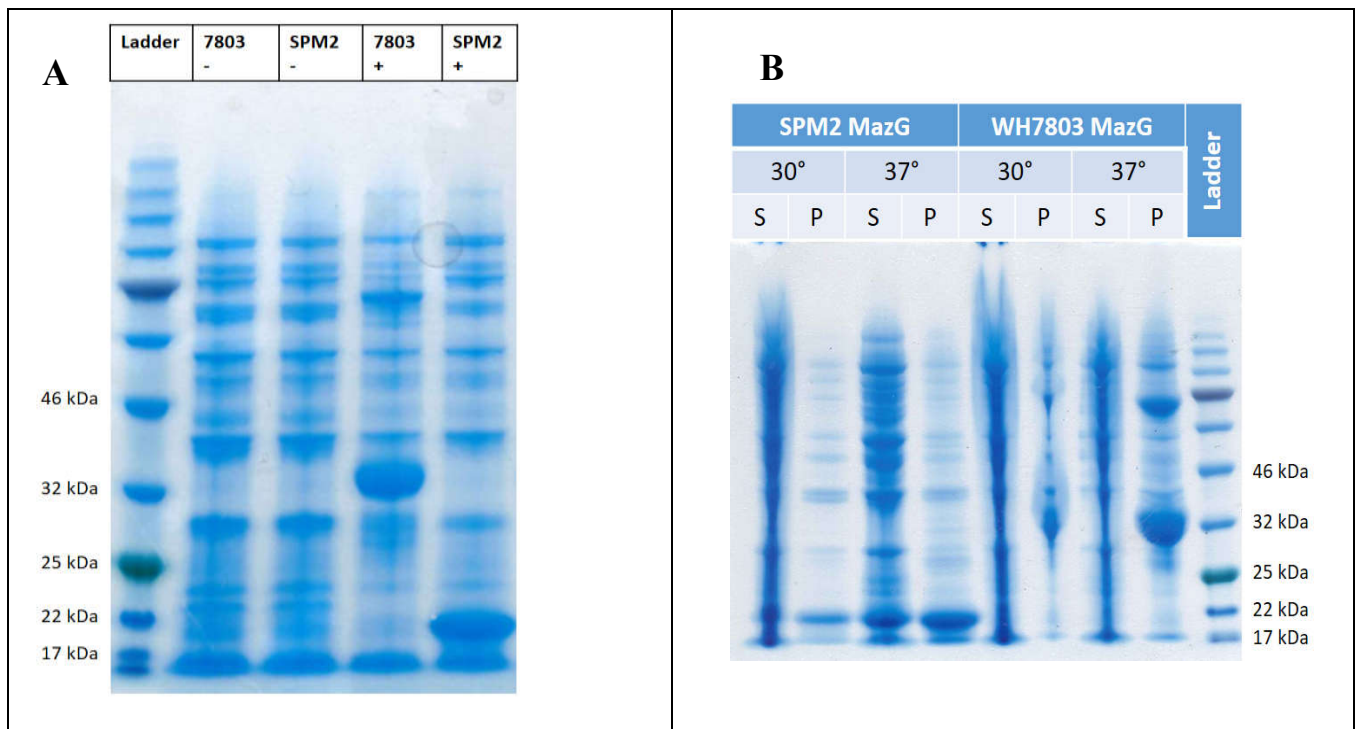 A
Ladder 7803 SPM2 7803 SPM2
- - + +
46 kDa
32 kDa
25 kDa
22 kDa
17 kDa
B
SPM2 MazG WH7803 MazG Ladder
30° 37° 30° 37°
S P S P S P S P
46 kDa
32 kDa
25 kDa
22 kDa
17 kDa